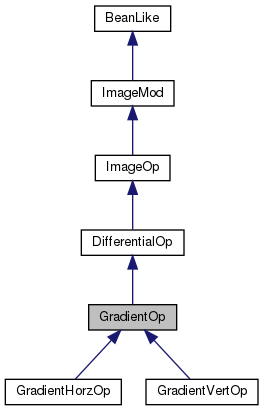 BeanLike
ImageMod
ImageOp
DifferentialOp
GradientOp
GradientHorzOp
GradientVertOp